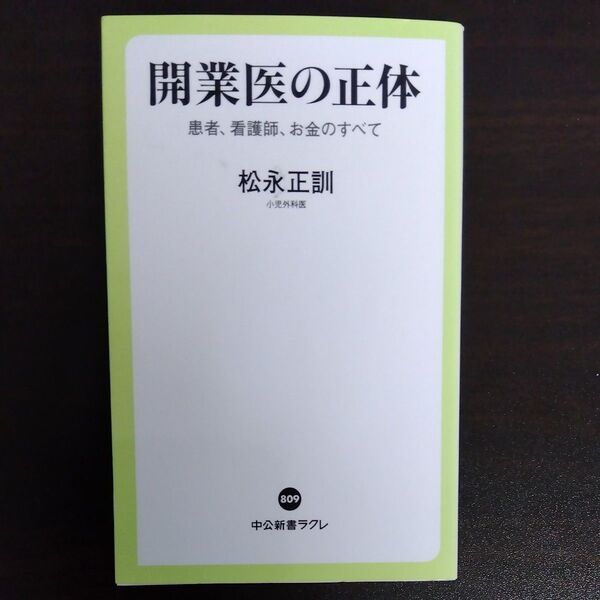 開業医の正体
患者、看護師、お金のすべて
松永正訓
小児外科医
809
中公新書ラクレ